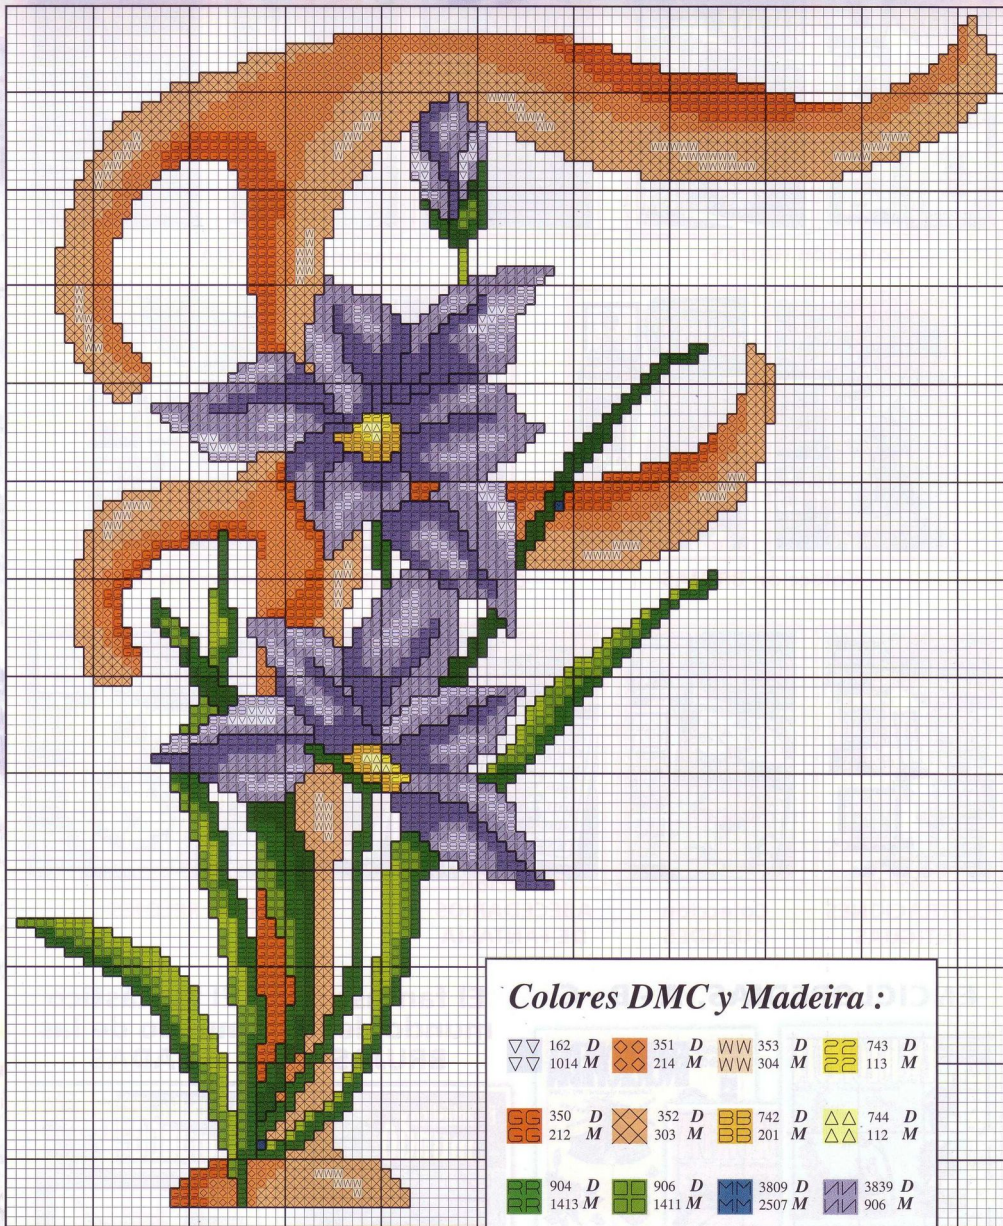 Colores DMC y Madeira :
162 D 351 D 353 D 743 D
1014 M 214 M 304 M 113 M
350 D 352 D 742 D 744 D
212 M 303 M 201 M 112 M
904 D 906 D 3809 D 3839 D
1413 M 1411 M 2507 M 906 M